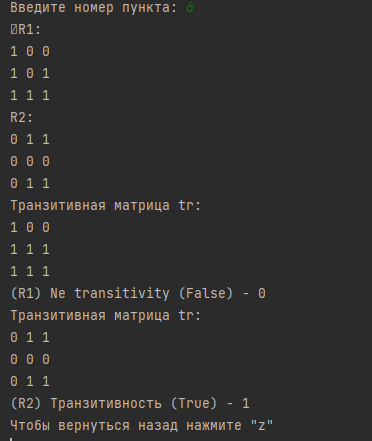 Введите номер пункта: 6
R1:
1 0 0
1 0 1
1 1 1
R2:
0 1 1
0 0 0
0 1 1
Транзитивная матрица tr:
1 0 0
1 1 1
1 1 1
(R1) Ne transitivity (False) - 0
Транзитивная матрица tr:
0 1 1
0 0 0
0 1 1
(R2) Транзитивность (True) - 1
Чтобы вернуться назад нажмите "z"